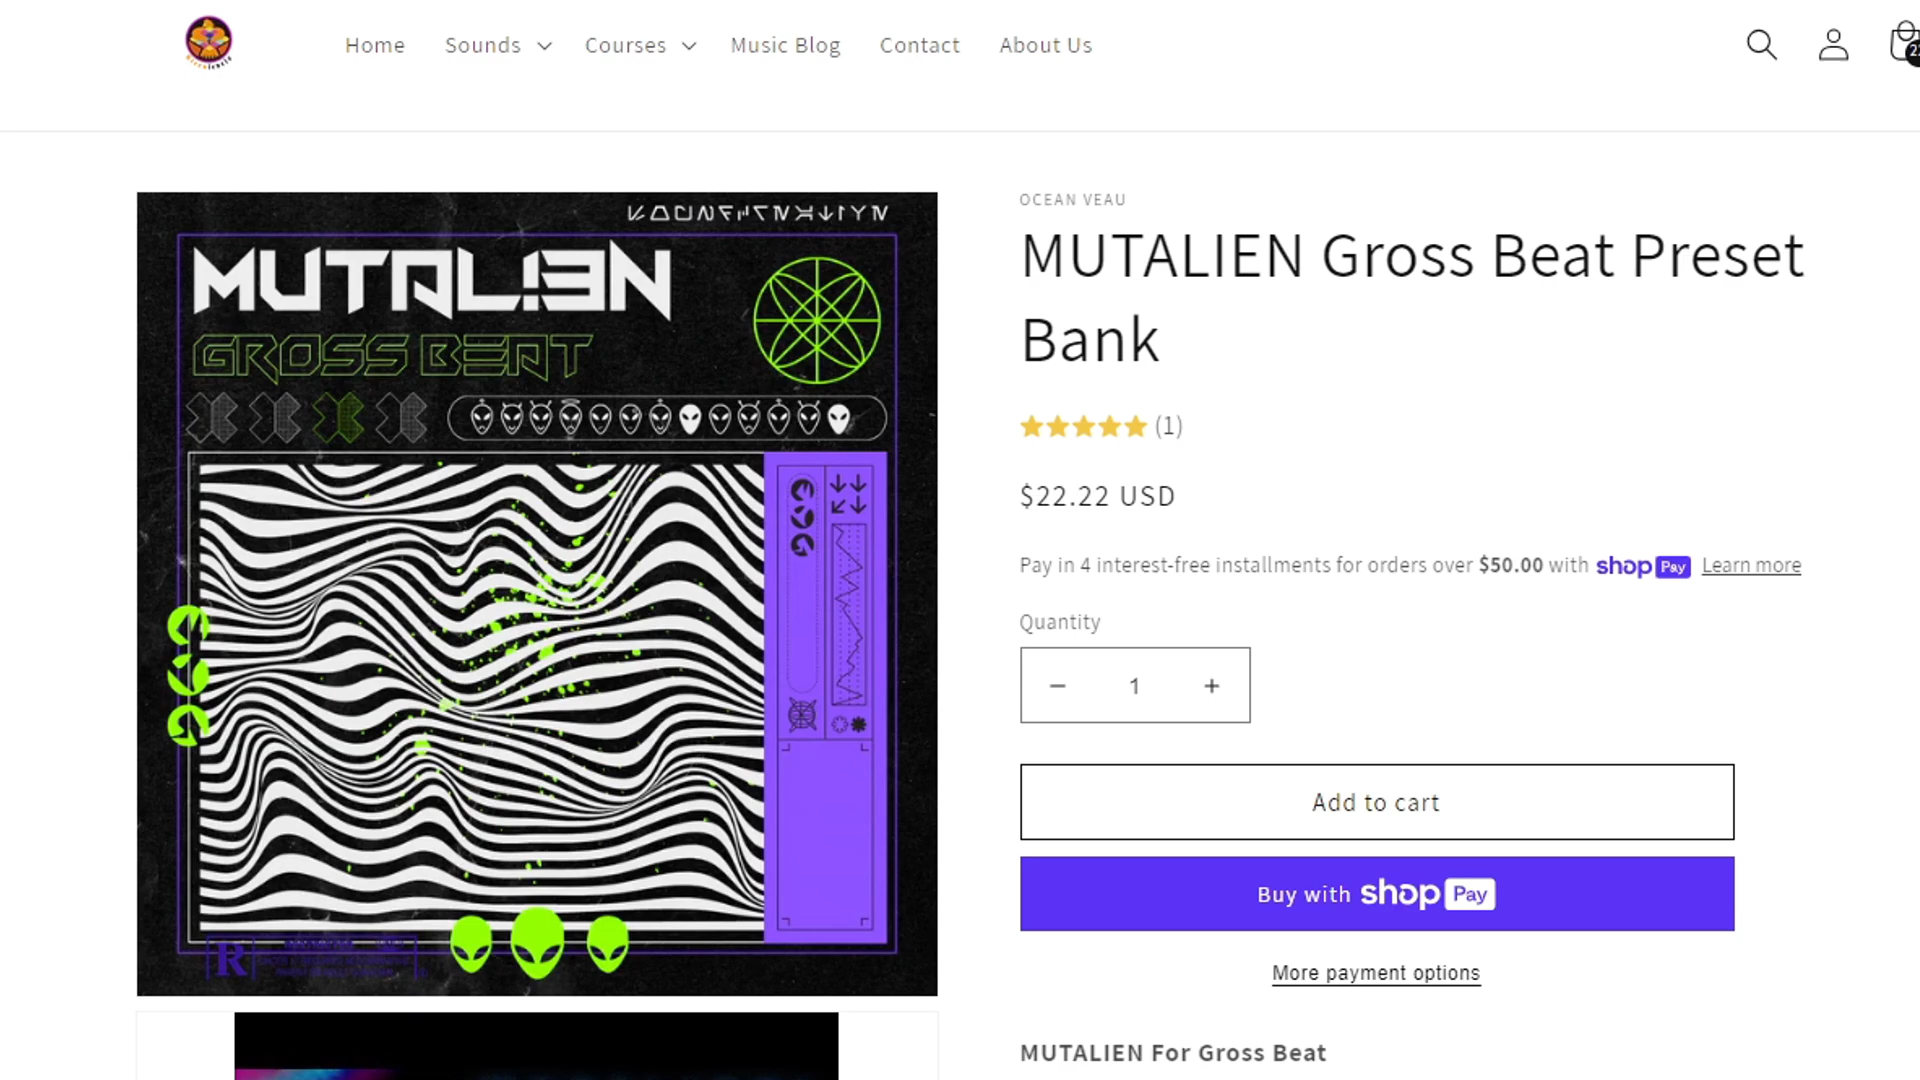 Home
Sounds
Courses
Music Blog
Contact
About Us
MUTALIEN
GROSS BEAT
R
OCEAN VEAU
MUTALIEN Gross Beat Preset
Bank
(1)
$22.22 USD
Pay in 4 interest-free installments for orders over $50.00 with shop Pay Learn more
Quantity
− 1 +
Add to cart
Buy with shop Pay
More payment options
MUTALIEN For Gross Beat